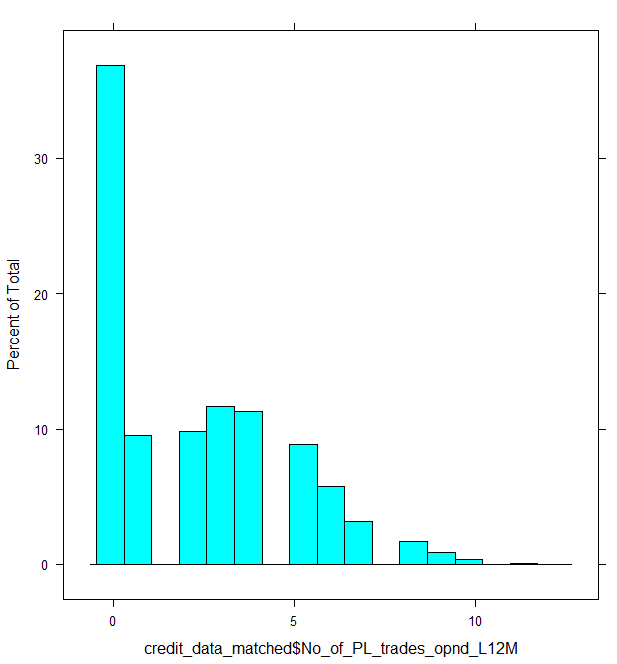 Percent of Total
30
20
10
0
0 5 10
credit_data_matched$No_of_PL_trades_opnd_L12M